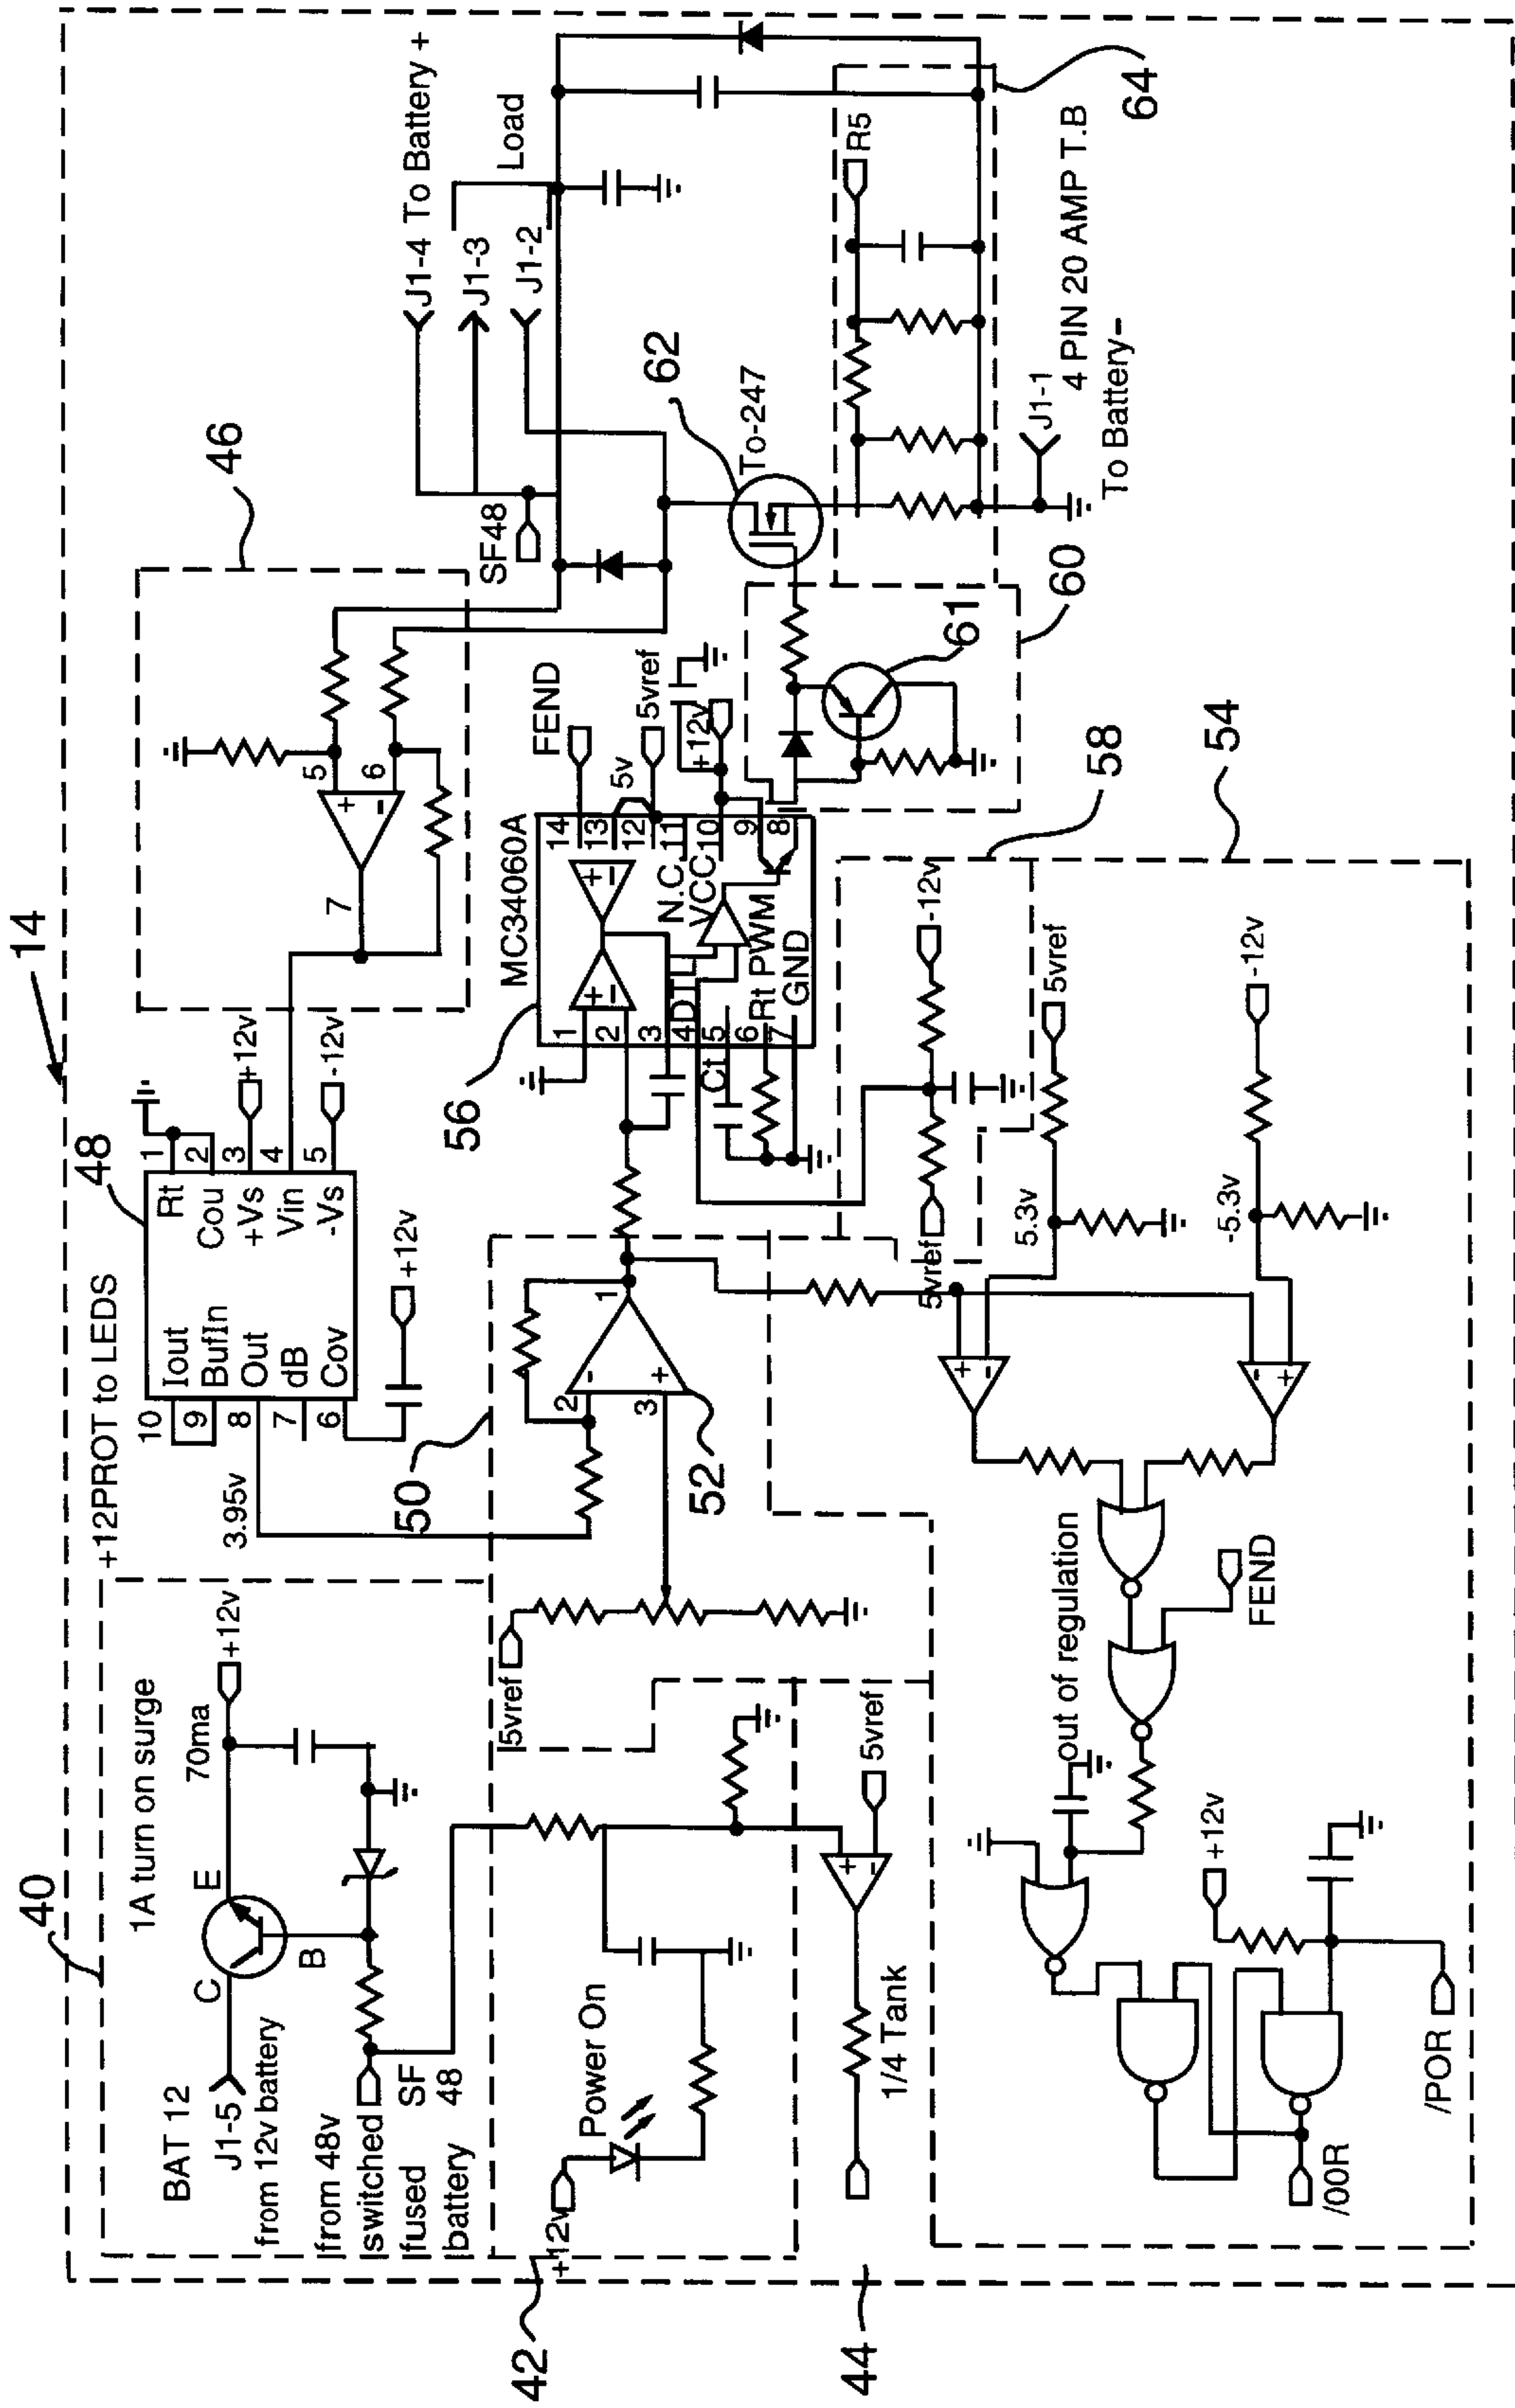 14
40
BAT 12
J1-5
from 12v battery
from 48v
switched
fused
battery
SF
48
C
E
B
1A turn on surge
70ma
+12v
+12PROT to LEDS
48
10
9
8
7
6
Iout
BufIn
Out
dB
Cov
Rt
Cou
+Vs
Vin
-Vs
1
2
3
4
5
+12v
-12v
+12v
3.95v
46
7
5
6
+
-
J1-4 To Battery +
J1-3
J1-2
Load
SF48
42
+12v
Power On
44
1/4 Tank
+
-
5vref
50
5vref
52
2
3
1
-
+
56
MC34060A
1
2
3
4
5
6
7
DT
Ct
Rt
PWM
GND
14
13
12
11
10
9
8
N.C.
VCC
+
-
+
-
FEND
5v
5vref
+12v
62
To-247
60
61
64
R5
J1-1
4 PIN 20 AMP T.B
To Battery-
58
54
5vref
-12v
5.3v
5vref
-5.3v
-12v
+
-
-
+
out of regulation
FEND
+12v
/POR
/00R